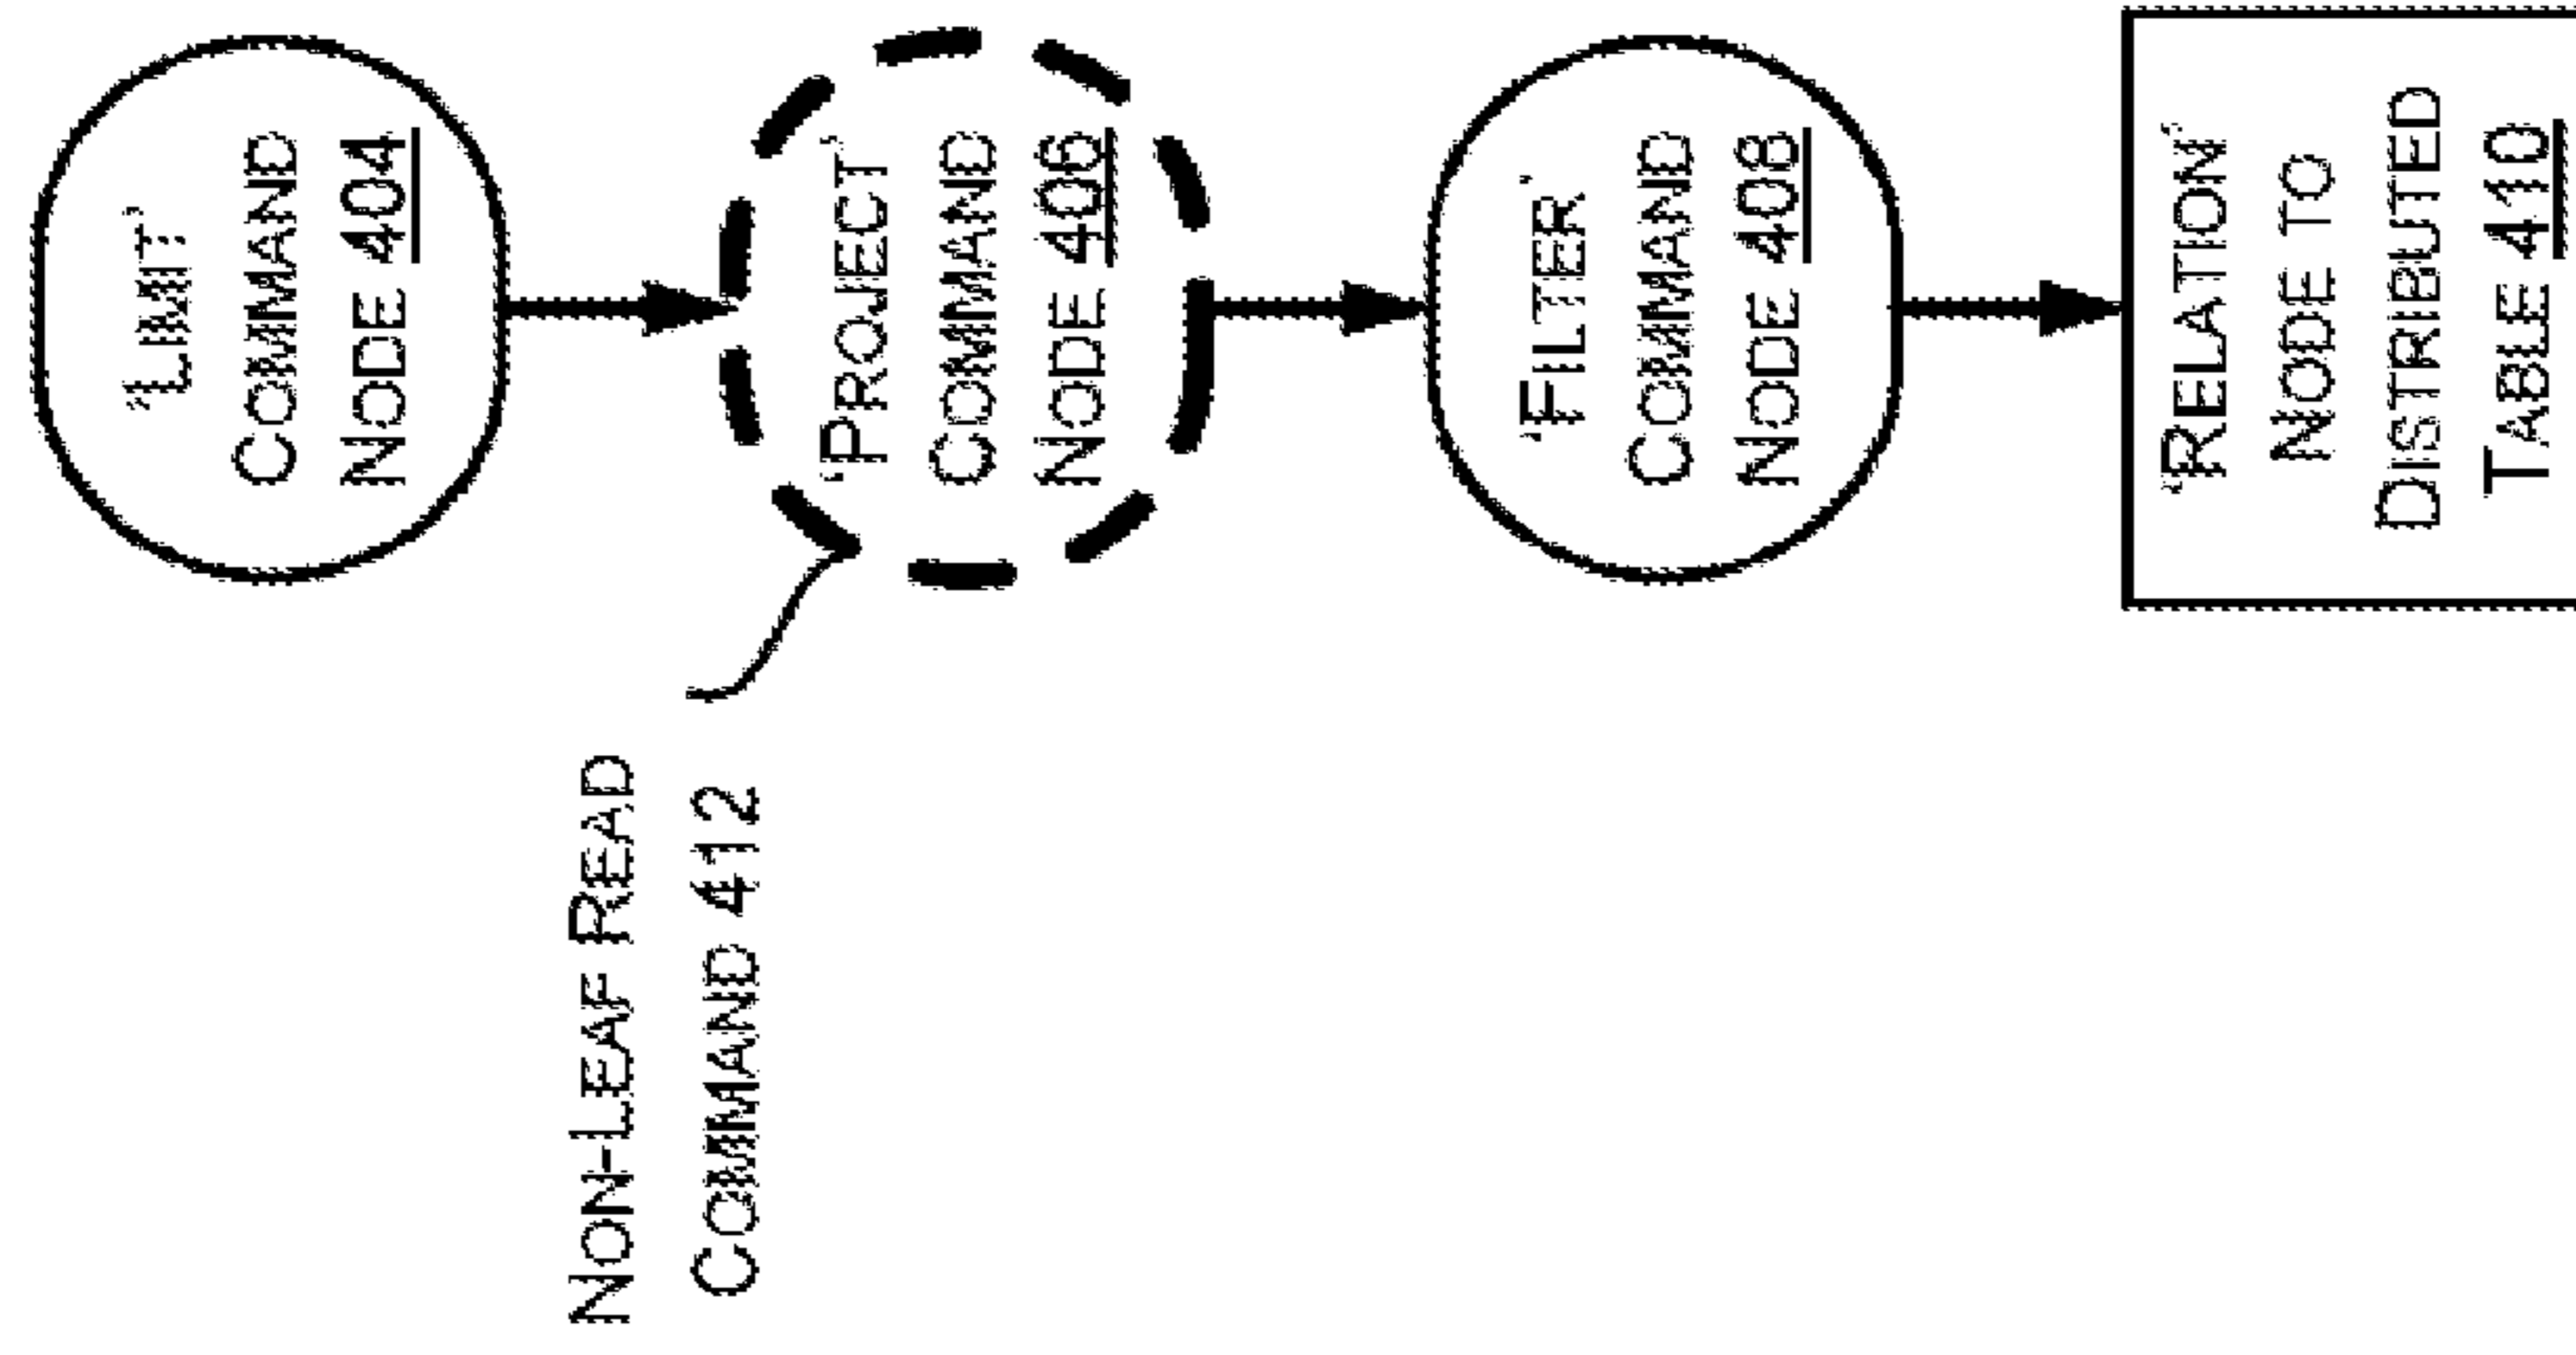 “LIMIT”
COMMAND
NODE 404
NON-LEAF READ
COMMAND 412
“PROJECT”
COMMAND
NODE 406
“FILTER”
COMMAND
NODE 408
“RELATION”
NODE TO
DISTRIBUTED
TABLE 410